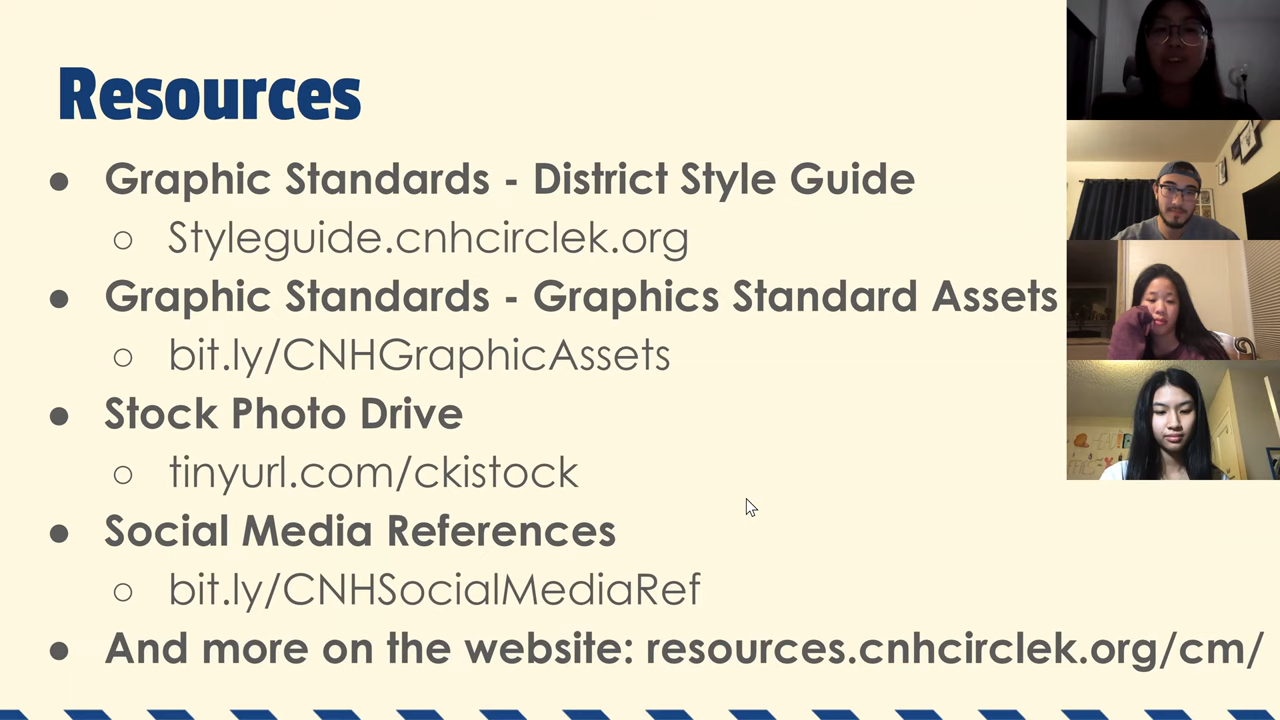 Resources
● Graphic Standards - District Style Guide
○ Styleguide.cnhcirclek.org
● Graphic Standards - Graphics Standard Assets
○ bit.ly/CNHGraphicAssets
● Stock Photo Drive
○ tinyurl.com/ckistock
● Social Media References
○ bit.ly/CNHSocialMediaRef
● And more on the website: resources.cnhcirclek.org/cm/